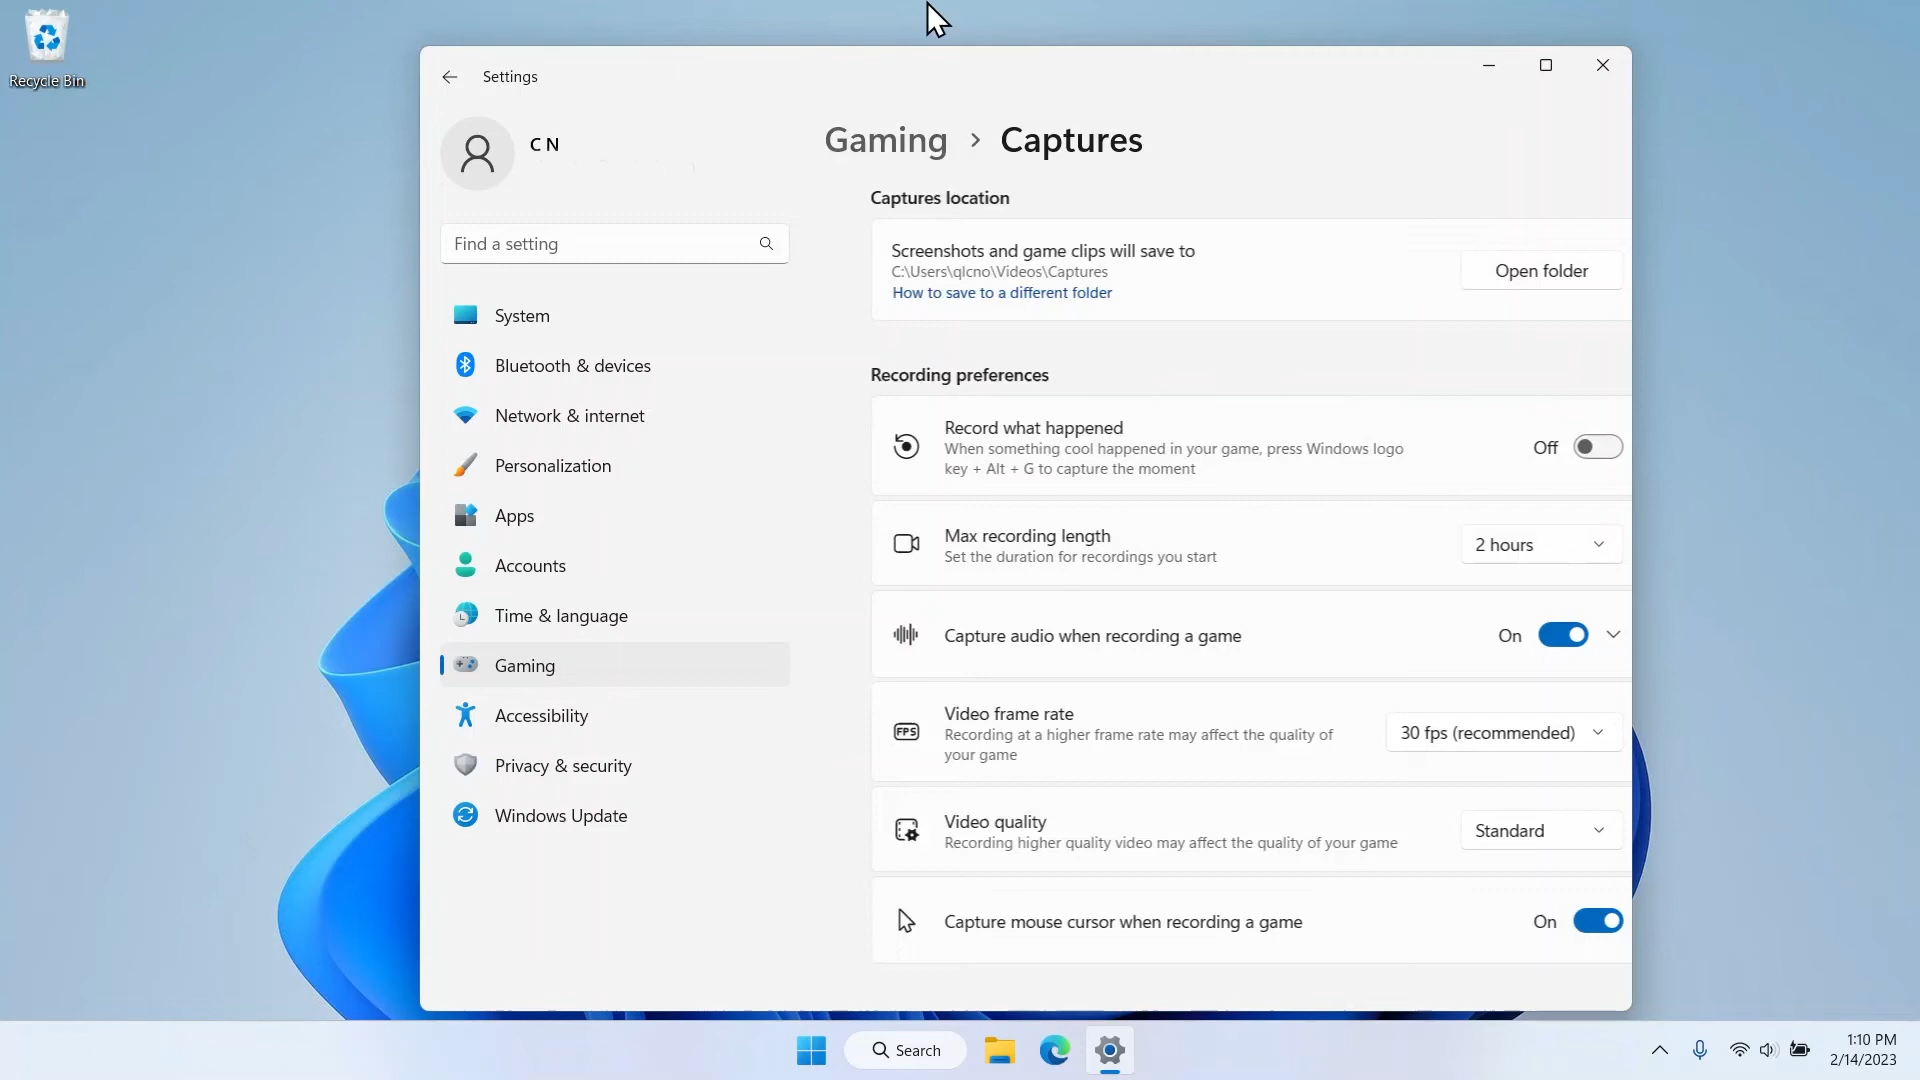 Recycle Bin
Settings
C N
Find a setting
System
Bluetooth & devices
Network & internet
Personalization
Apps
Accounts
Time & language
Gaming
Accessibility
Privacy & security
Windows Update
Gaming > Captures
Captures location
Screenshots and game clips will save to
C:\Users\qlcno\Videos\Captures
How to save to a different folder
Open folder
Recording preferences
Record what happened
When something cool happened in your game, press Windows logo
key + Alt + G to capture the moment
Off
Max recording length
Set the duration for recordings you start
2 hours
Capture audio when recording a game
On
FPS
Video frame rate
Recording at a higher frame rate may affect the quality of
your game
30 fps (recommended)
Video quality
Recording higher quality video may affect the quality of your game
Standard
Capture mouse cursor when recording a game
On
Search
1:10 PM
2/14/2023